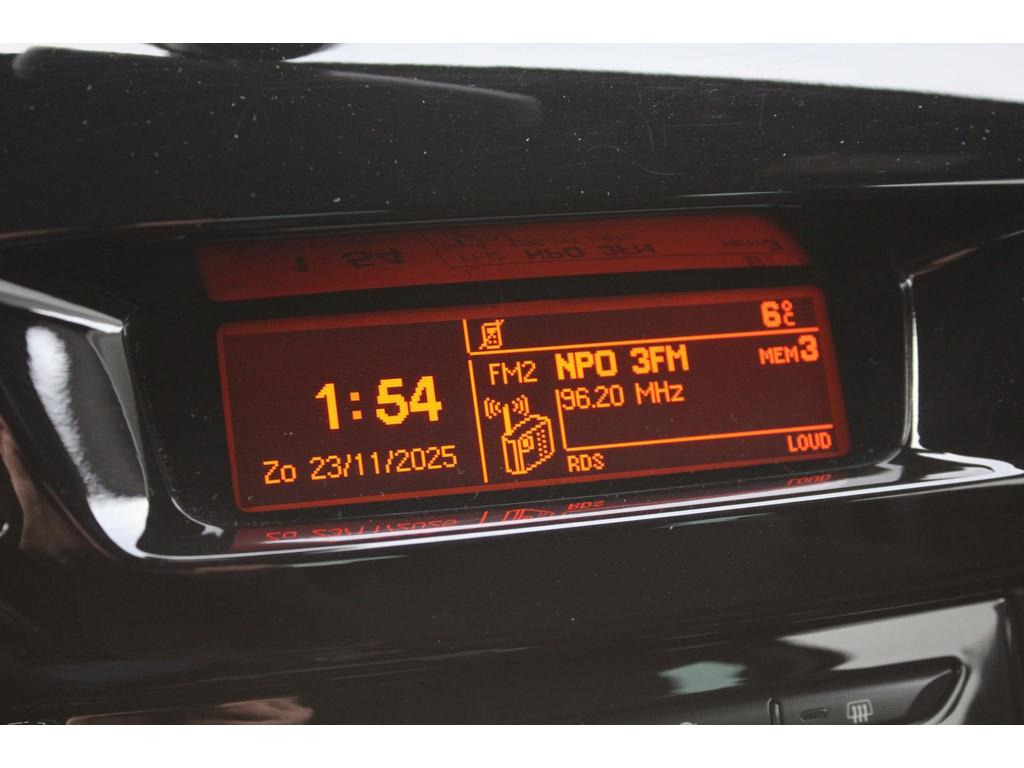 6°C
FM2 NPO 3FM MEM3
1:54
96.20 MHz
Zo 23/11/2025
RDS
LOUD